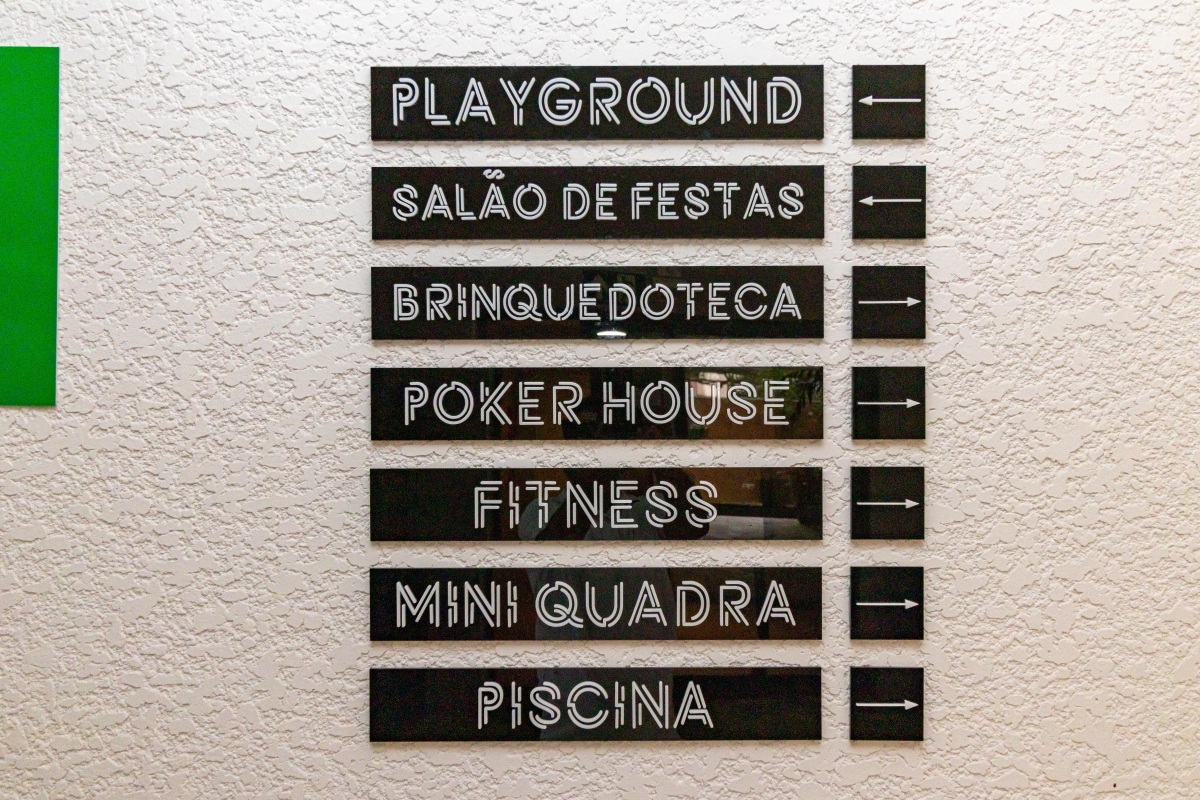 PLAYGROUND ←
SALÃO DE FESTAS ←
BRINQUEDOTECA →
POKER HOUSE →
FITNESS →
MINI QUADRA →
PISCINA →